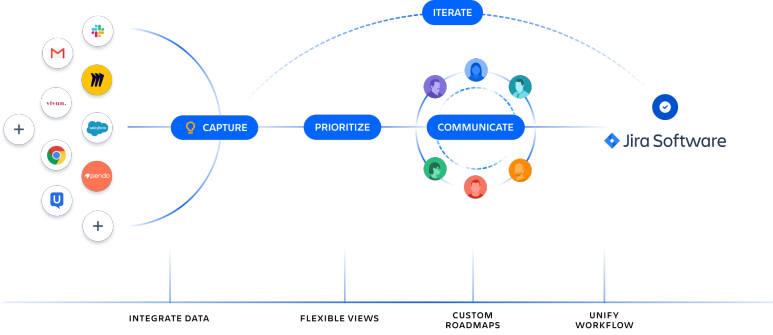 ITERATE
vivun.
salesforce
CAPTURE
PRIORITIZE
COMMUNICATE
Jira Software
pendo
INTEGRATE DATA
FLEXIBLE VIEWS
CUSTOM
ROADMAPS
UNIFY
WORKFLOW